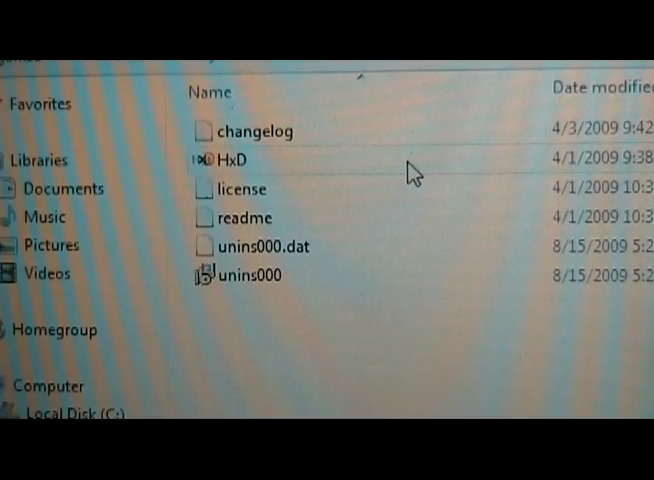 Name
Date modified
Favorites
changelog
4/3/2009 9:42
Libraries
HxD
4/1/2009 9:38
Documents
license
4/1/2009 10:3
Music
readme
4/1/2009 10:3
Pictures
unins000.dat
8/15/2009 5:2
Videos
unins000
8/15/2009 5:2
Homegroup
Computer
Local Disk (C:)